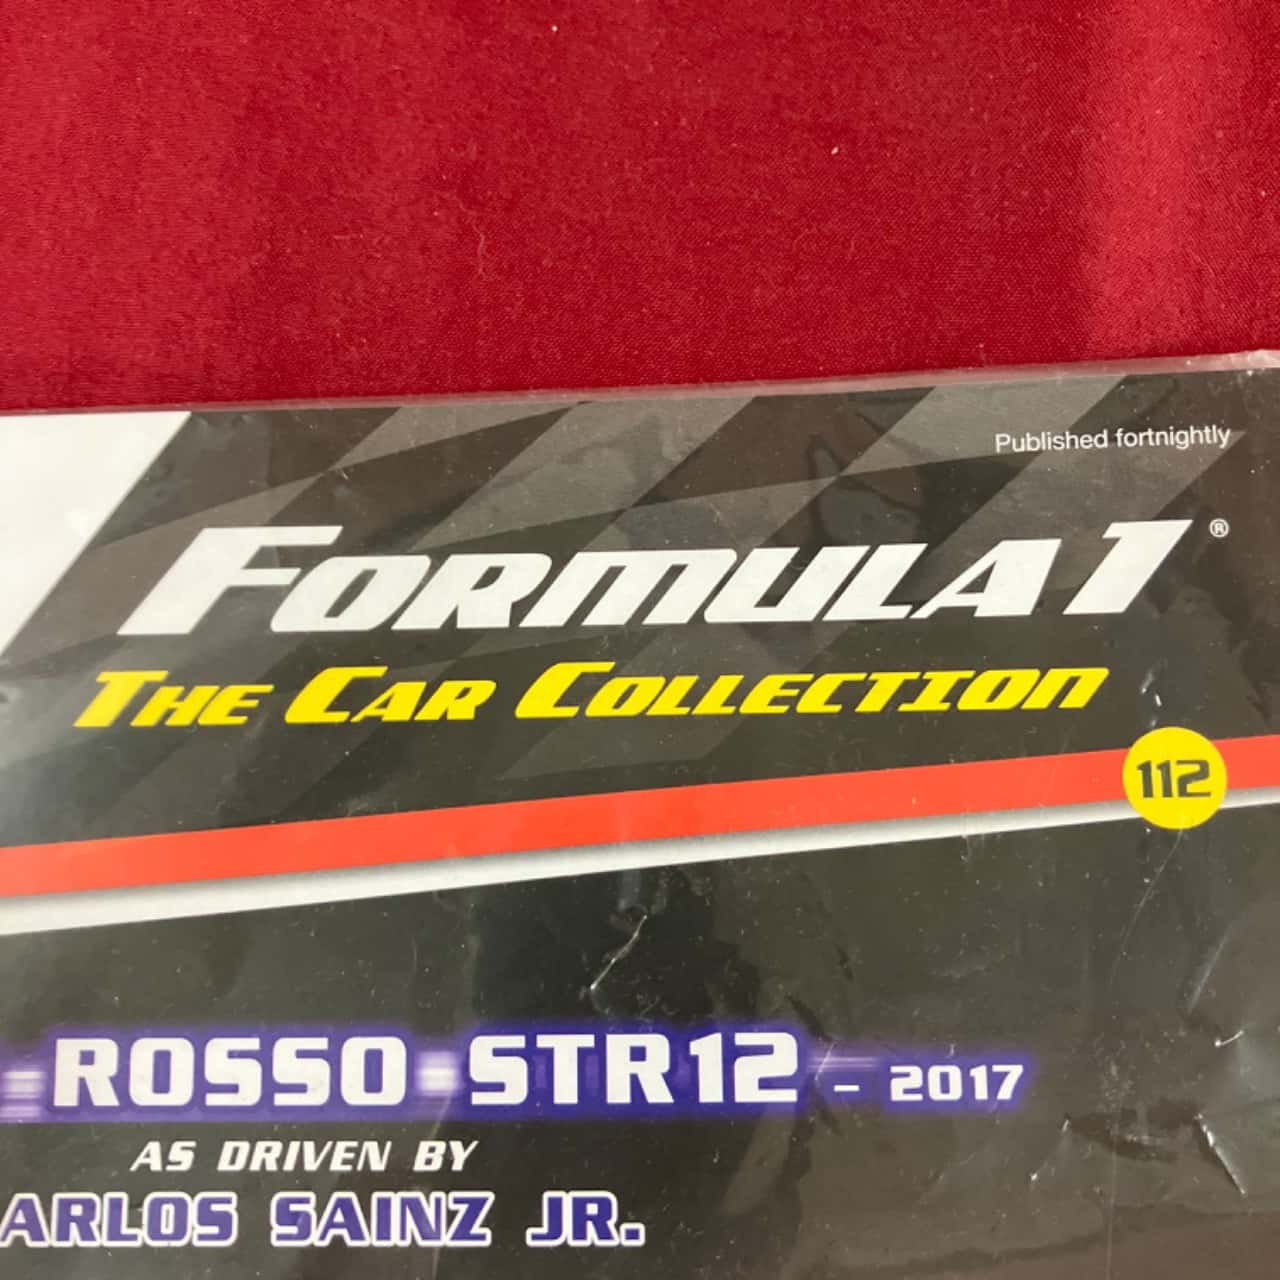 Published fortnightly
FORMULA1®
THE CAR COLLECTION
112
ROSSO STR12 - 2017
AS DRIVEN BY
ARLOS SAINZ JR.